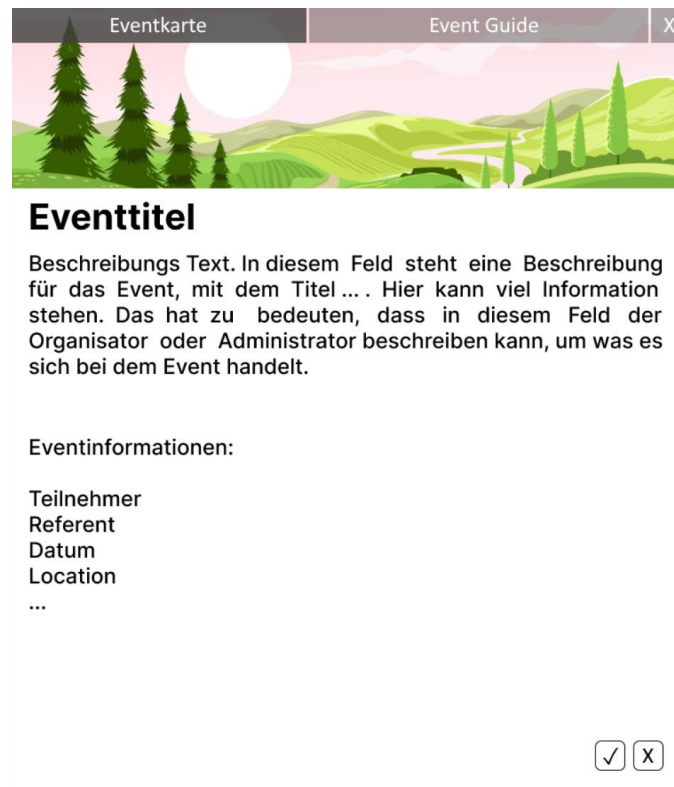 Eventkarte
Event Guide
X
Eventtitel
Beschreibungs Text. In diesem Feld steht eine Beschreibung
für das Event, mit dem Titel ... . Hier kann viel Information
stehen. Das hat zu bedeuten, dass in diesem Feld der
Organisator oder Administrator beschreiben kann, um was es
sich bei dem Event handelt.
Eventinformationen:
Teilnehmer
Referent
Datum
Location
...
✓ X